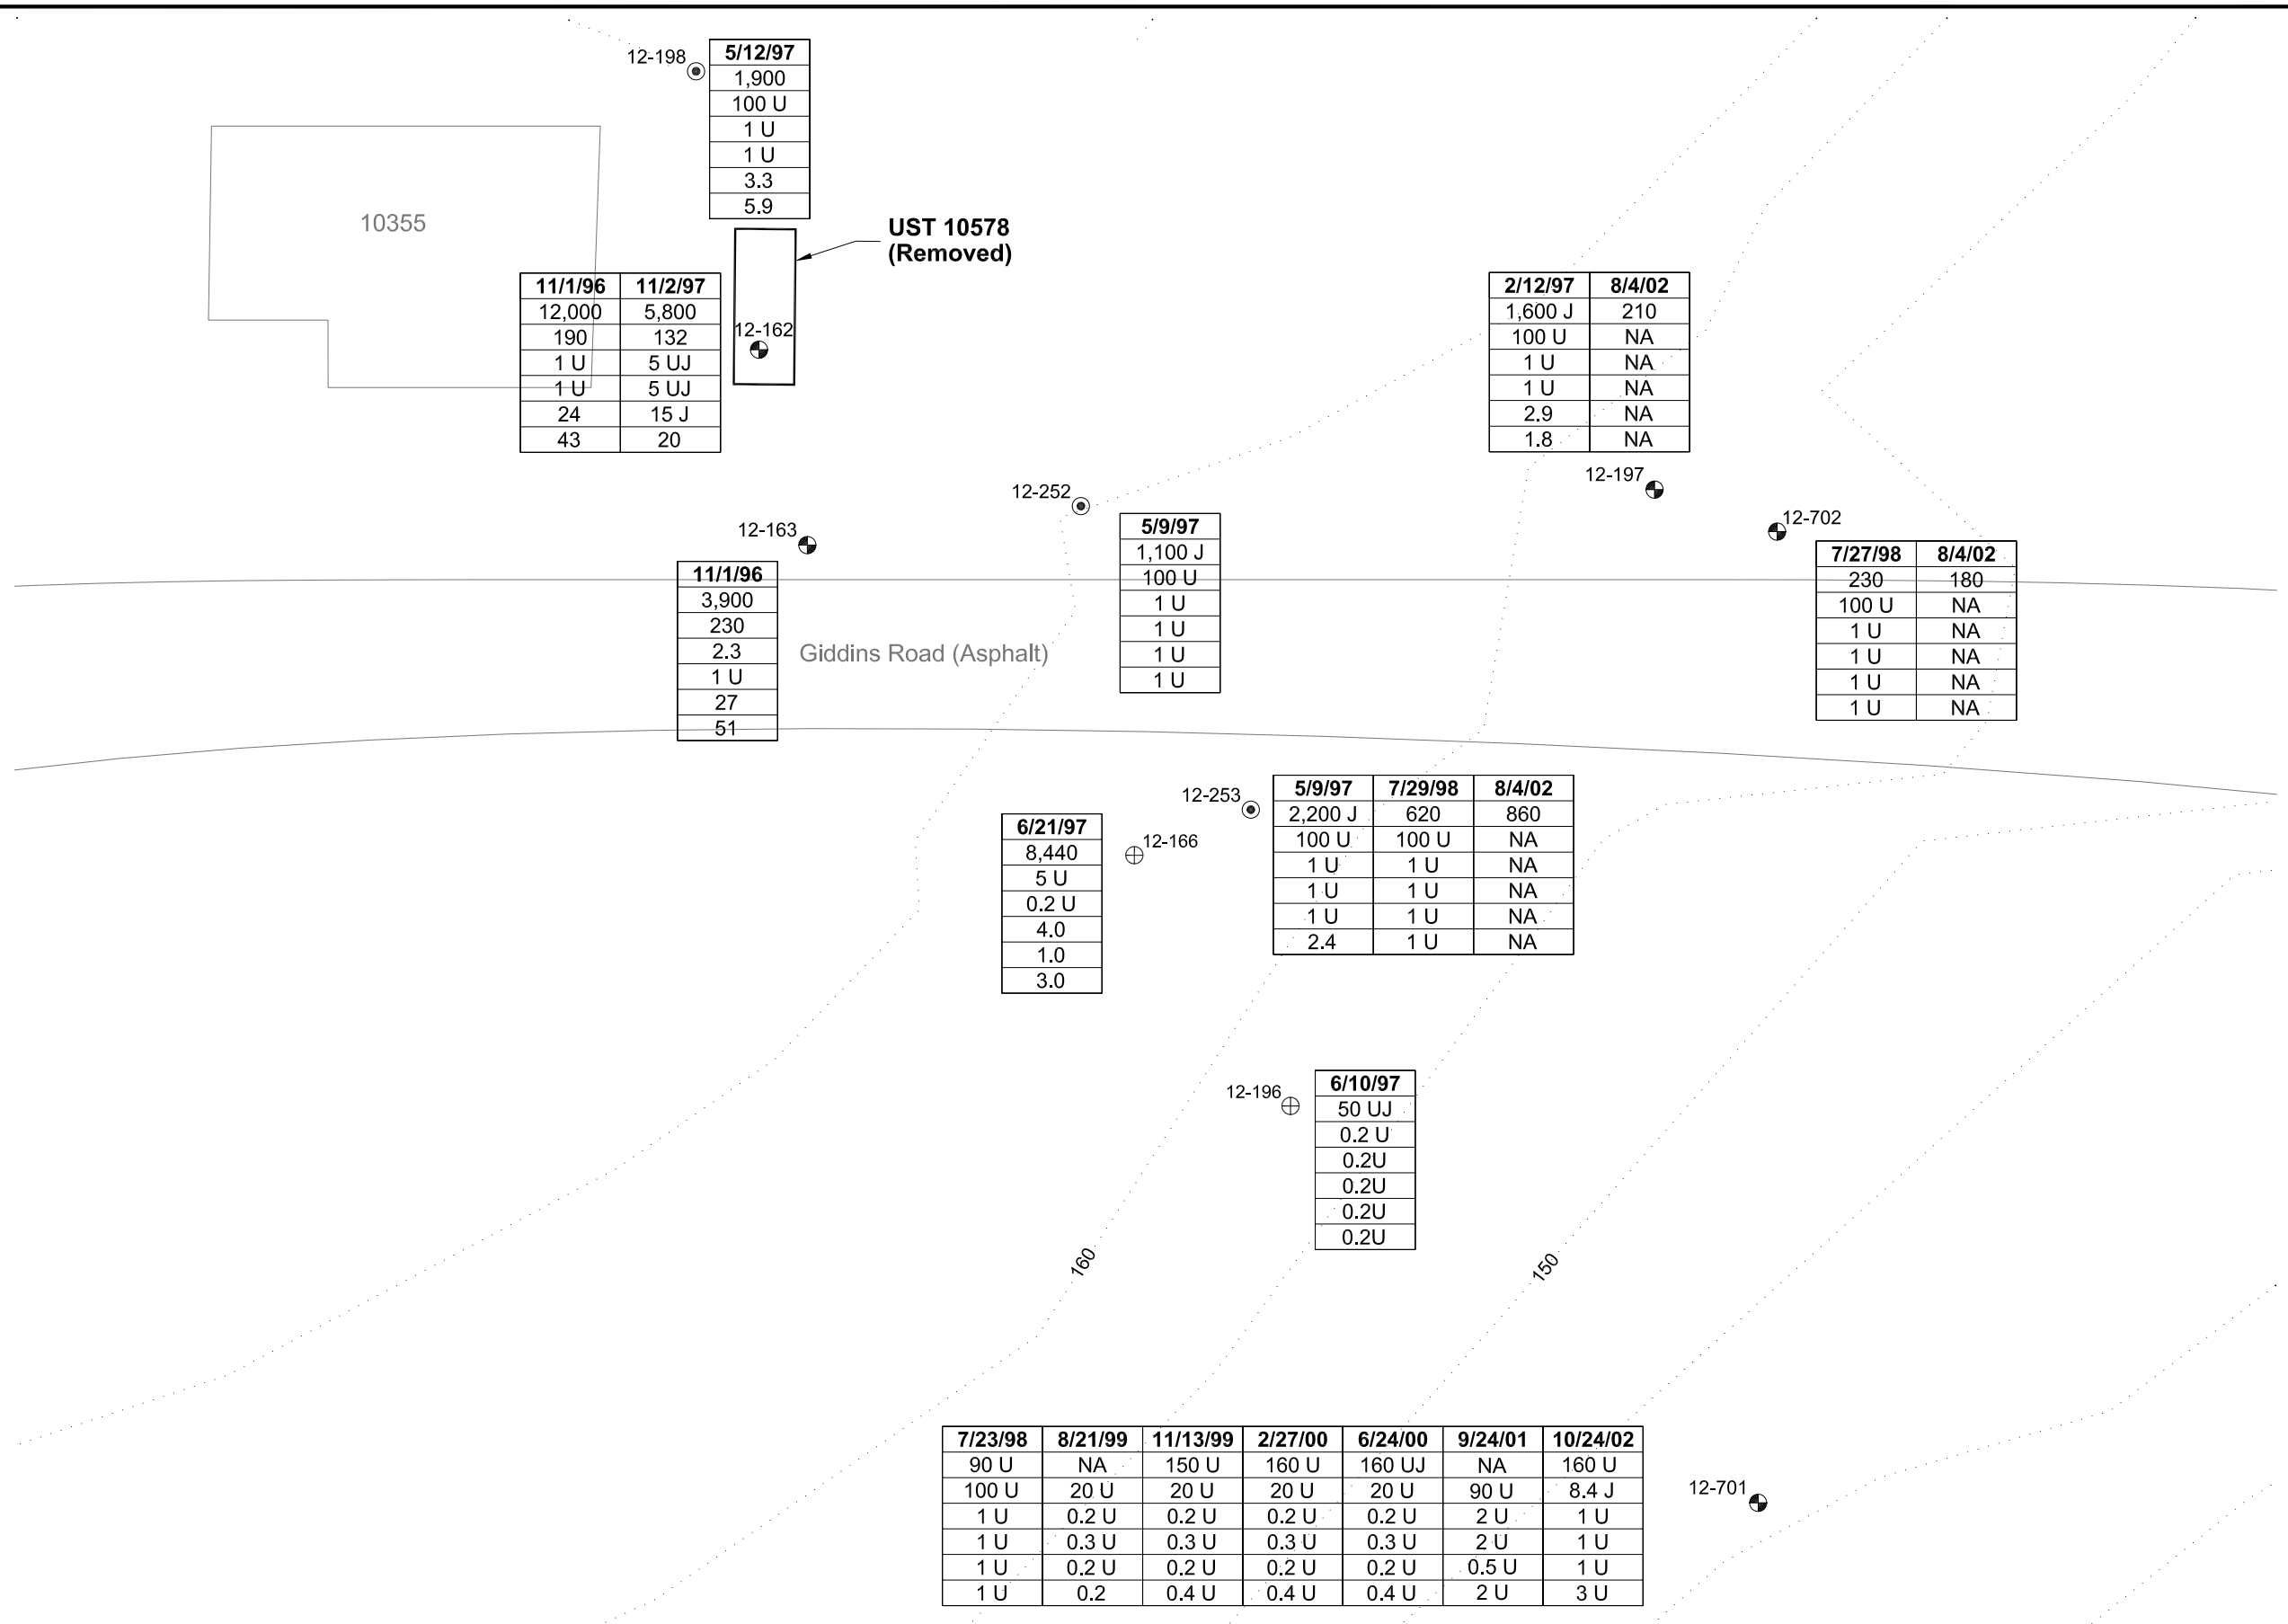 12-198
5/12/97
1,900
100 U
1 U
1 U
3.3
5.9
10355
UST 10578
(Removed)
11/1/96 11/2/97
12,000 5,800
190 132
1 U 5 UJ
1 U 5 UJ
24 15 J
43 20
12-162
2/12/97 8/4/02
1,600 J 210
100 U NA
1 U NA
1 U NA
2.9 NA
1.8 NA
12-197
12-252
5/9/97
1,100 J
100 U
1 U
1 U
1 U
1 U
12-702
7/27/98 8/4/02
230 180
100 U NA
1 U NA
1 U NA
1 U NA
1 U NA
12-163
11/1/96
3,900
230
2.3
1 U
27
51
Giddins Road (Asphalt)
12-253
5/9/97 7/29/98 8/4/02
2,200 J 620 860
100 U 100 U NA
1 U 1 U NA
1 U 1 U NA
1 U 1 U NA
2.4 1 U NA
6/21/97
8,440
5 U
0.2 U
4.0
1.0
3.0
12-166
12-196
6/10/97
50 UJ
0.2 U
0.2U
0.2U
0.2U
0.2U
160
150
7/23/98 8/21/99 11/13/99 2/27/00 6/24/00 9/24/01 10/24/02
90 U NA 150 U 160 U 160 UJ NA 160 U
100 U 20 U 20 U 20 U 20 U 90 U 8.4 J
1 U 0.2 U 0.2 U 0.2 U 0.2 U 2 U 1 U
1 U 0.3 U 0.3 U 0.3 U 0.3 U 2 U 1 U
1 U 0.2 U 0.2 U 0.2 U 0.2 U 0.5 U 1 U
1 U 0.2 0.4 U 0.4 U 0.4 U 2 U 3 U
12-701